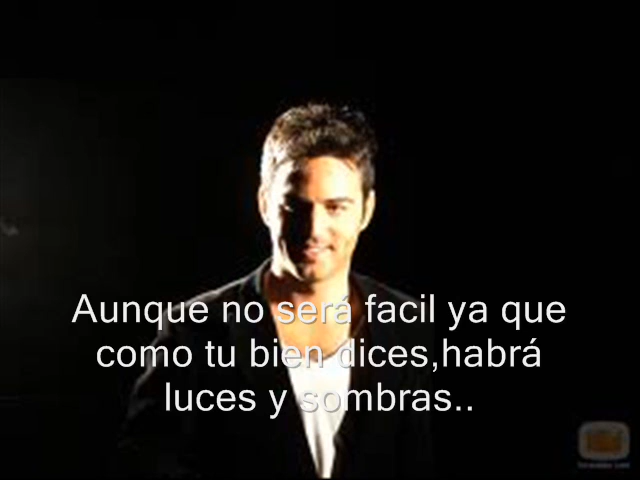 Aunque no será facil ya que
como tu bien dices,habrá
luces y sombras..